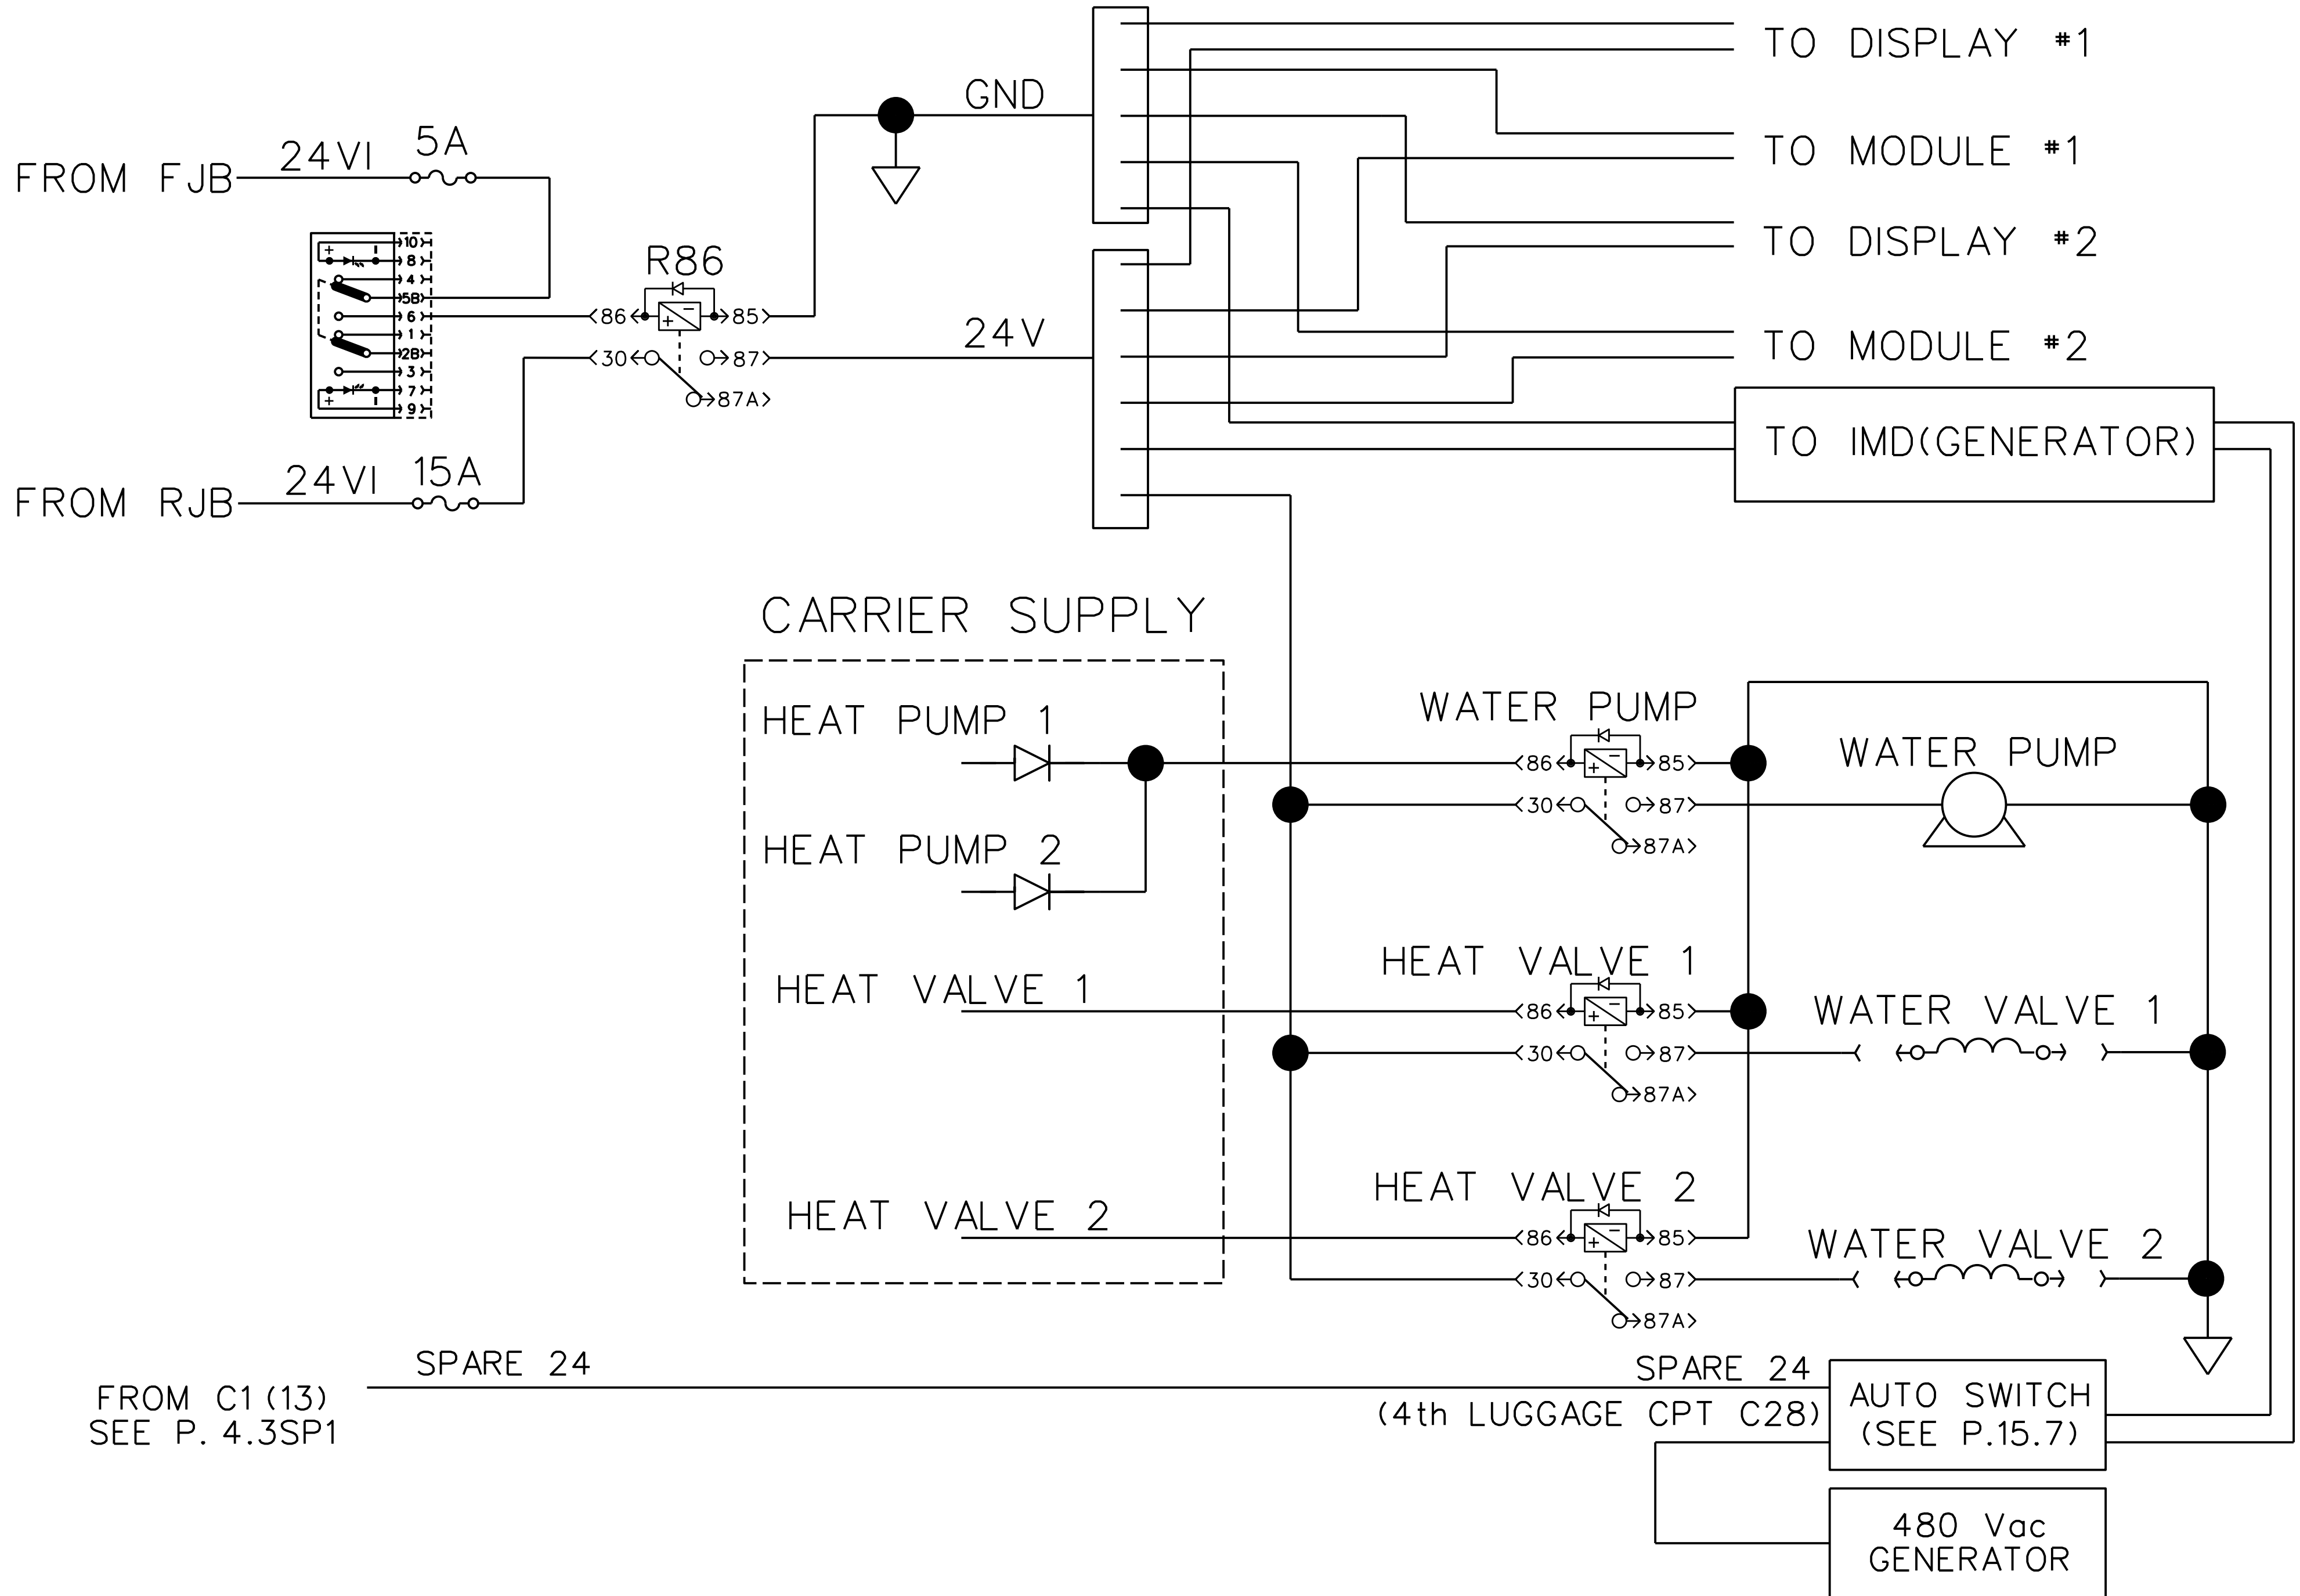 TO DISPLAY #1
GND
5A
24VI
FROM FJB
TO MODULE #1
TO DISPLAY #2
10
8
4
5B
6
1
2B
3
7
9
+
+
R86
86
+
-
85
30
87
87A
24V
TO MODULE #2
TO IMD(GENERATOR)
15A
24VI
FROM RJB
CARRIER SUPPLY
HEAT PUMP 1
WATER PUMP
86
+
-
85
30
87
87A
WATER PUMP
HEAT PUMP 2
HEAT VALVE 1
HEAT VALVE 1
86
+
-
85
30
87
87A
WATER VALVE 1
HEAT VALVE 2
HEAT VALVE 2
86
+
-
85
30
87
87A
WATER VALVE 2
SPARE 24
FROM C1(13)
SEE P. 4.3SP1
SPARE 24
(4th LUGGAGE CPT C28)
AUTO SWITCH
(SEE P.15.7)
480 Vac
GENERATOR